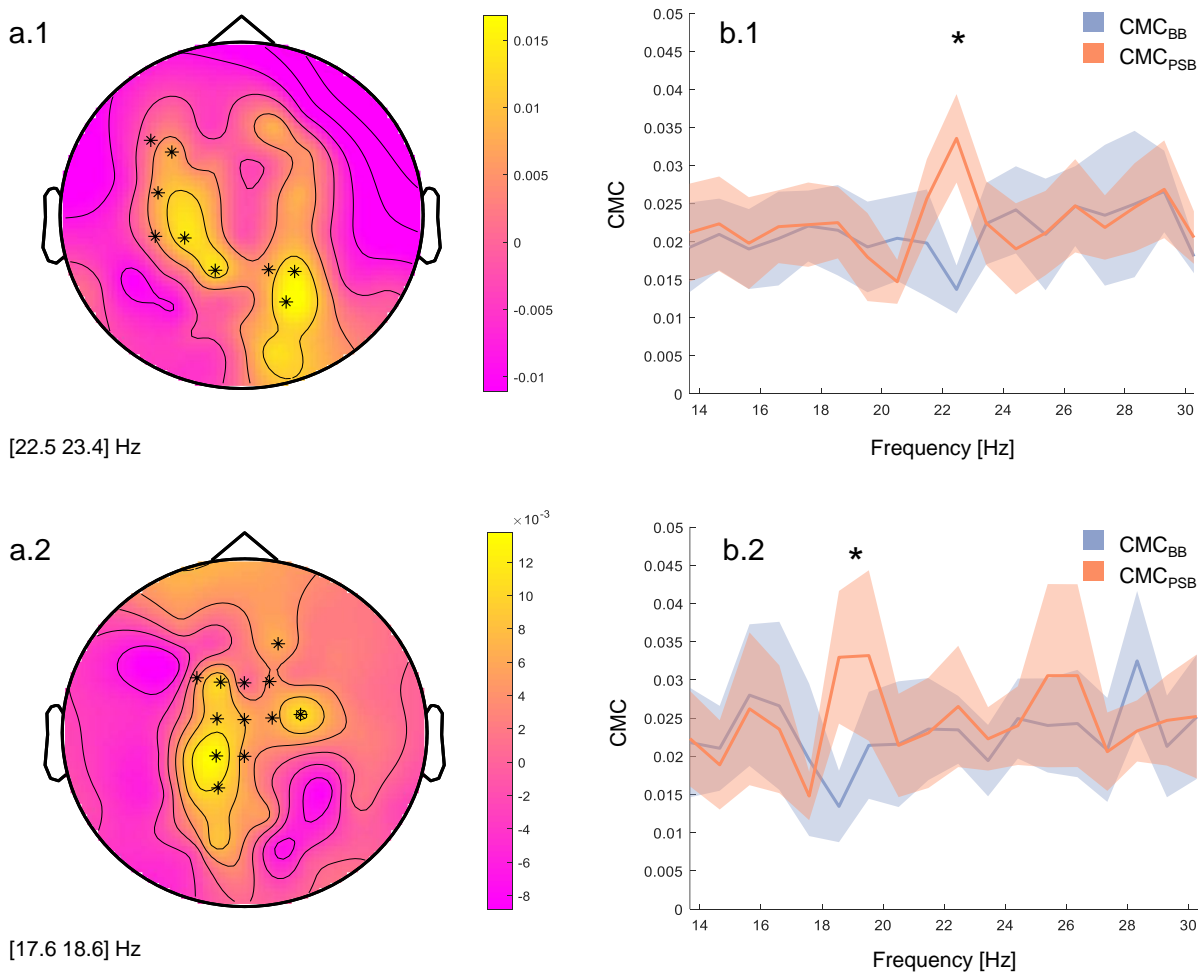 a.1
0.015
0.01
0.005
0
-0.005
-0.01
[22.5 23.4] Hz
b.1
*
CMC_BB
CMC_PSB
0.05
0.045
0.04
0.035
0.03
0.025
0.02
0.015
0.01
0.005
0
CMC
14 16 18 20 22 24 26 28 30
Frequency [Hz]
a.2
× 10^-3
12
10
8
6
4
2
0
-2
-4
-6
-8
[17.6 18.6] Hz
b.2
*
CMC_BB
CMC_PSB
0.05
0.045
0.04
0.035
0.03
0.025
0.02
0.015
0.01
0.005
0
CMC
14 16 18 20 22 24 26 28 30
Frequency [Hz]